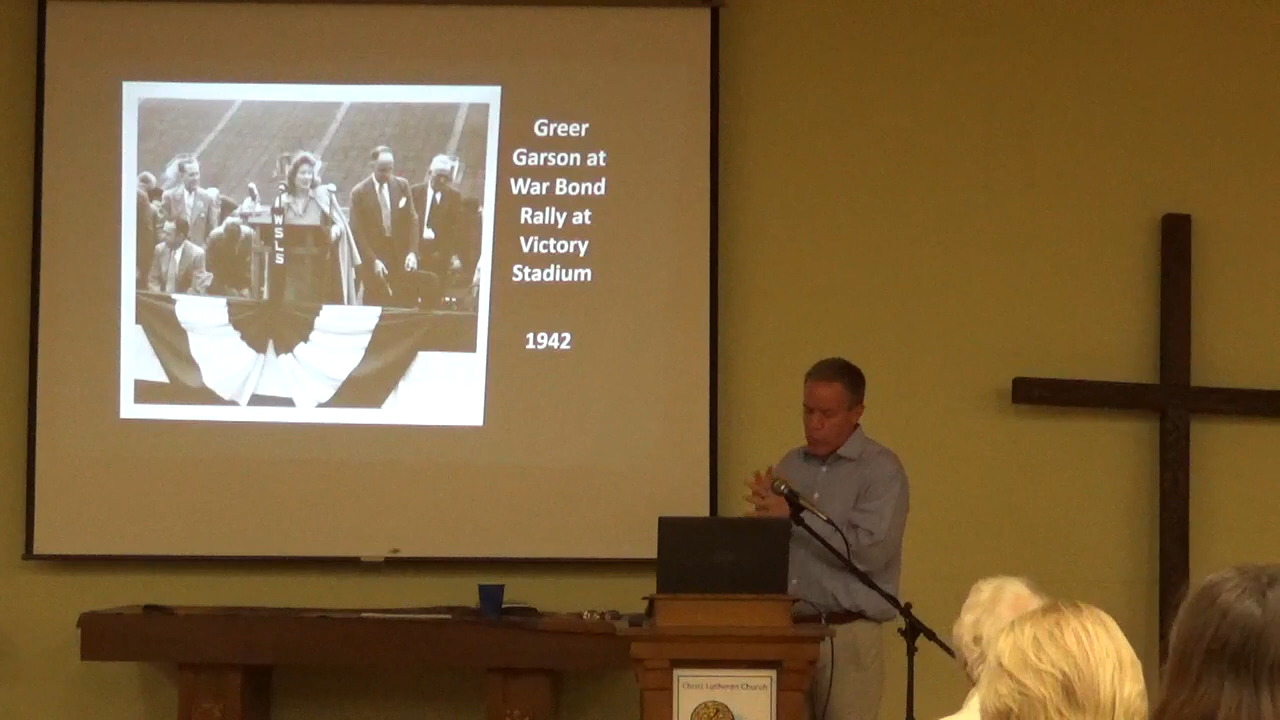 Greer
Garson at
War Bond
Rally at
Victory
Stadium
1942
WSLS
Christ Lutheran Church